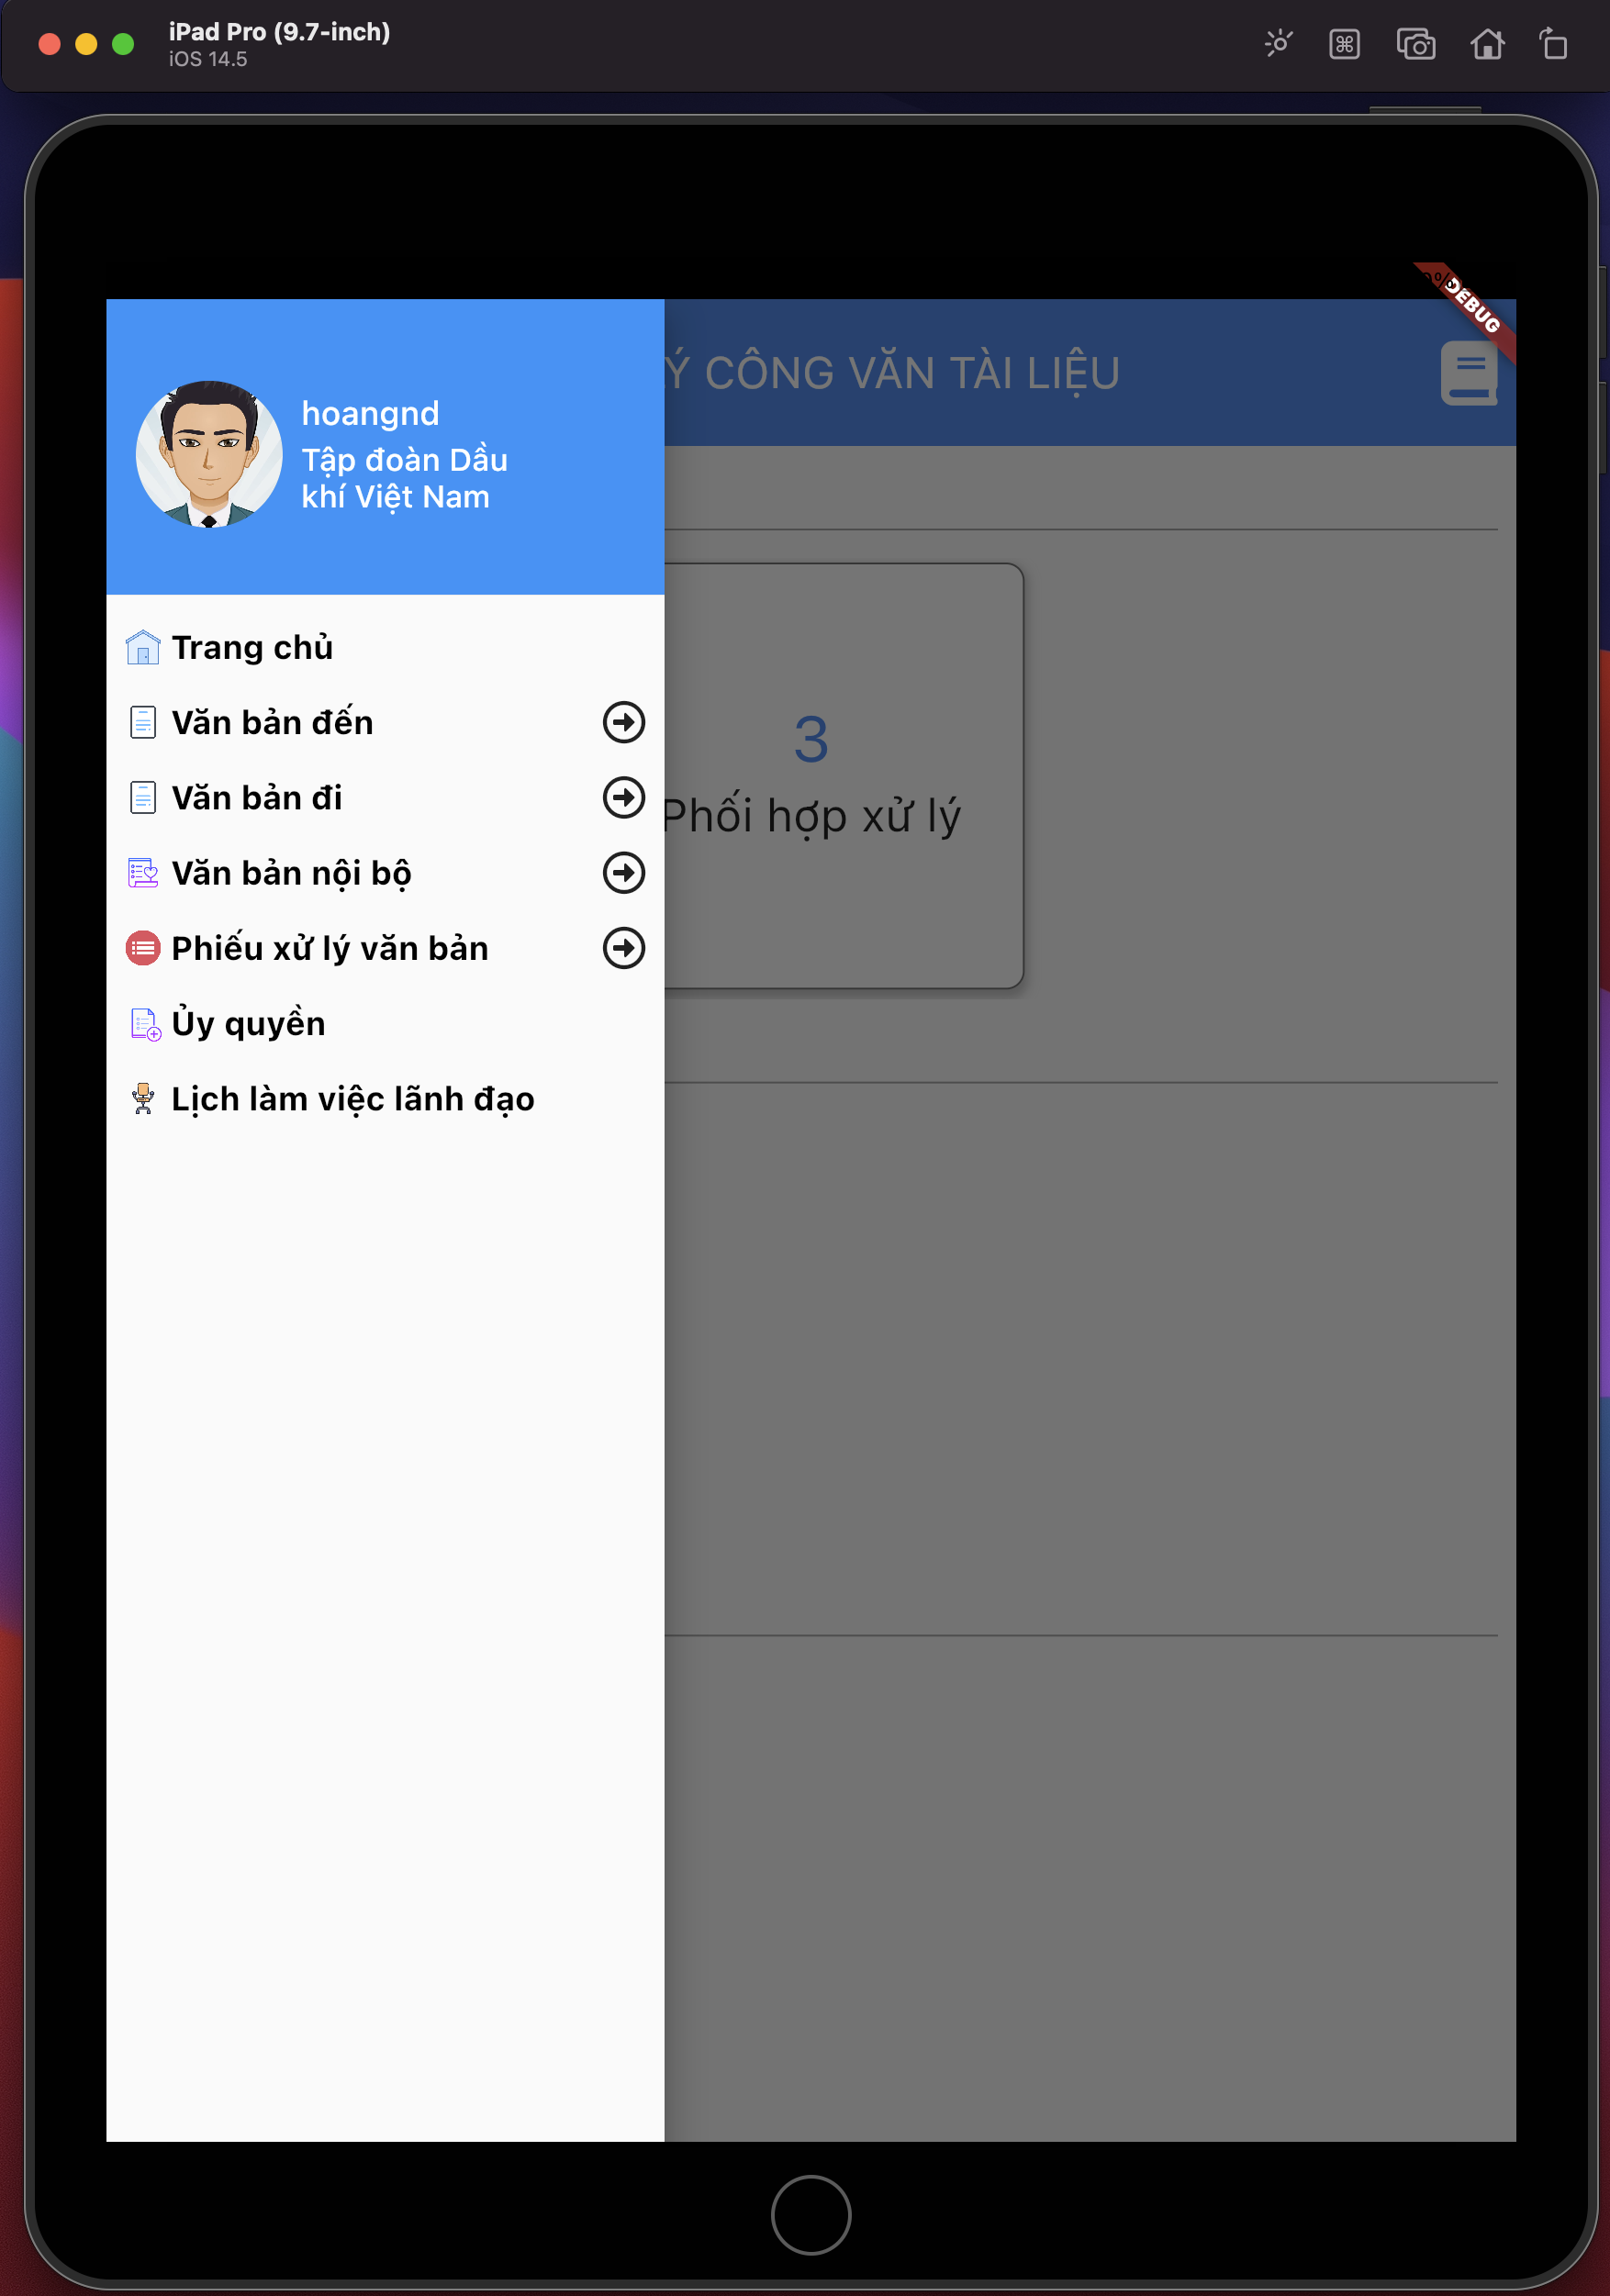 iPad Pro (9.7-inch)
iOS 14.5
DEBUG
Ý CÔNG VĂN TÀI LIỆU
hoangnd
Tập đoàn Dầu
khí Việt Nam
Trang chủ
Văn bản đến
Văn bản đi
Văn bản nội bộ
Phiếu xử lý văn bản
Ủy quyền
Lịch làm việc lãnh đạo
3
Phối hợp xử lý